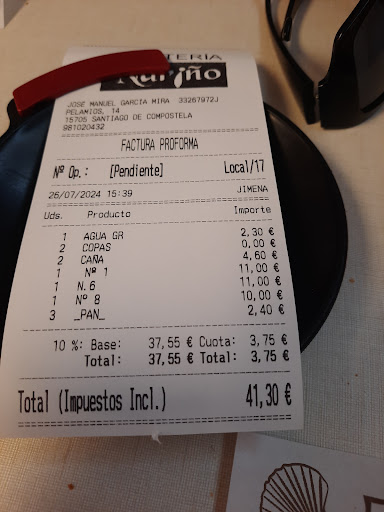 TERÍA
Nariño
JOSE MANUEL GARCIA MIRA 33267972J
PELAMIOS, 14
15705 SANTIAGO DE COMPOSTELA
981020432
FACTURA PROFORMA
Nº Op.: [Pendiente] Local/17
26/07/2024 15:39 JIMENA
Uds. Producto Importe
1 AGUA GR 2,30 €
2 COPAS 0,00 €
2 CAÑA 4,60 €
1 Nº 1 11,00 €
1 N.6 11,00 €
1 Nº 8 10,00 €
3 _PAN_ 2,40 €
10 %: Base: 37,55 € Cuota: 3,75 €
Total: 37,55 € Total: 3,75 €
Total (Impuestos Incl.) 41,30 €